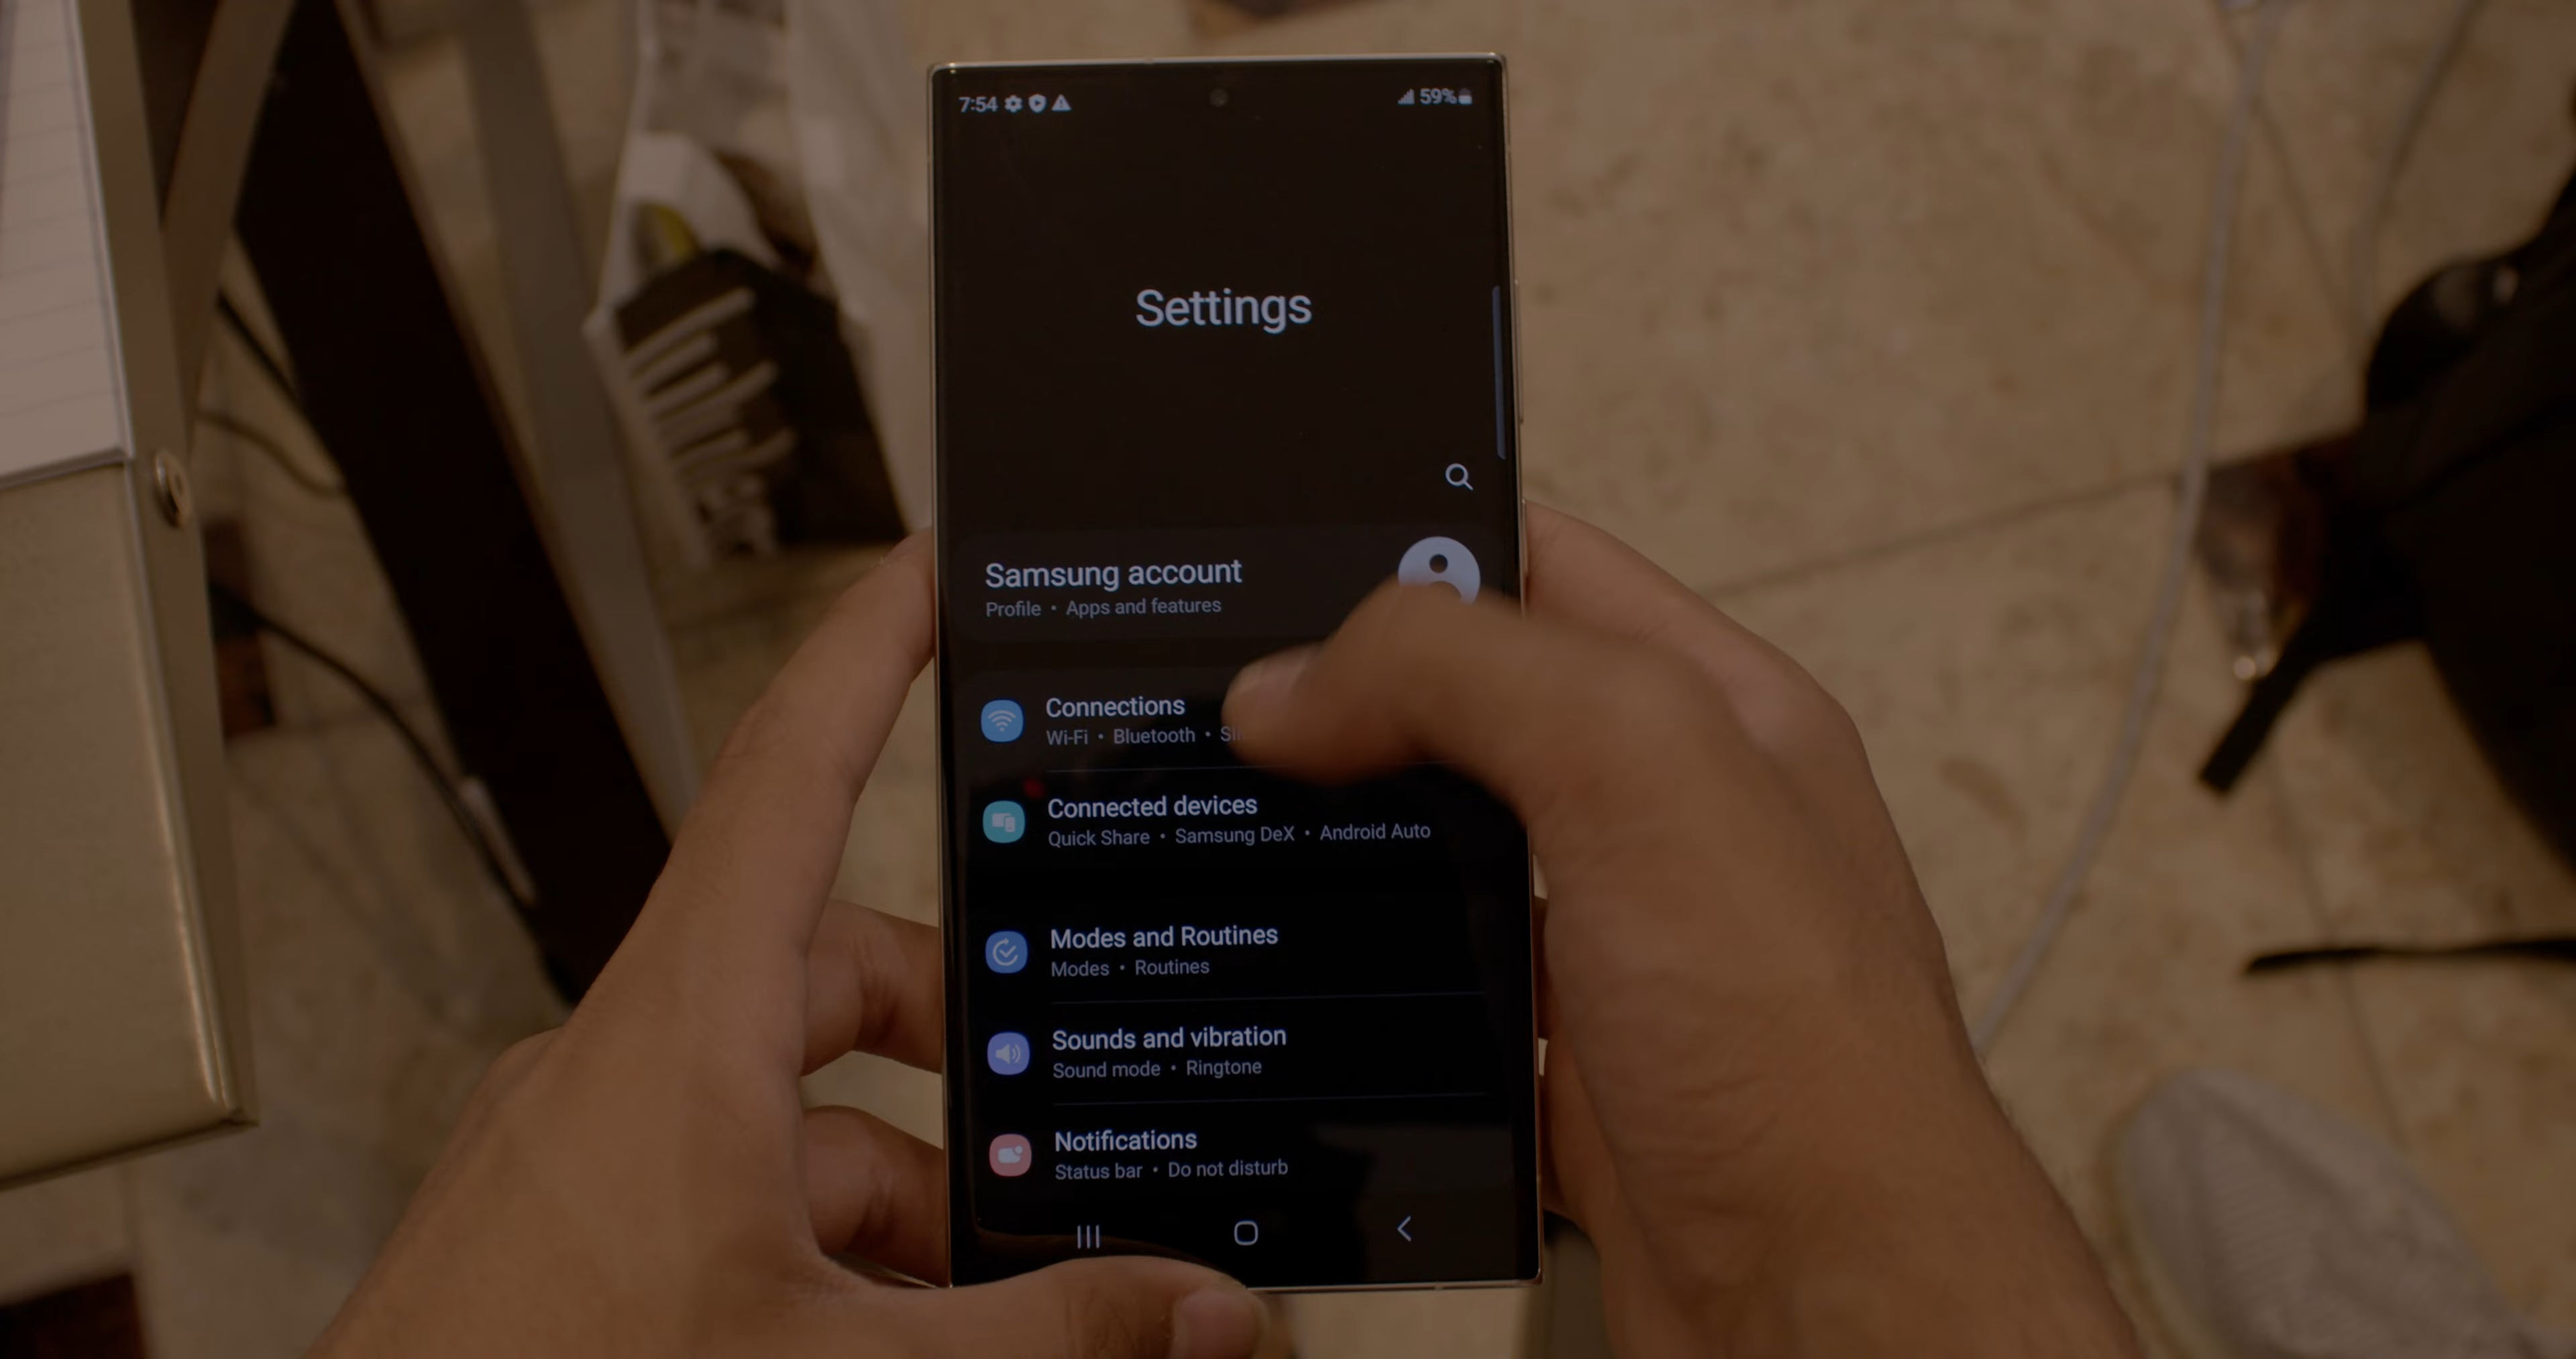 7:54 59%
Settings
Samsung account
Profile • Apps and features
Connections
Wi-Fi • Bluetooth •
Connected devices
Quick Share • Samsung DeX • Android Auto
Modes and Routines
Modes • Routines
Sounds and vibration
Sound mode • Ringtone
Notifications
Status bar • Do not disturb